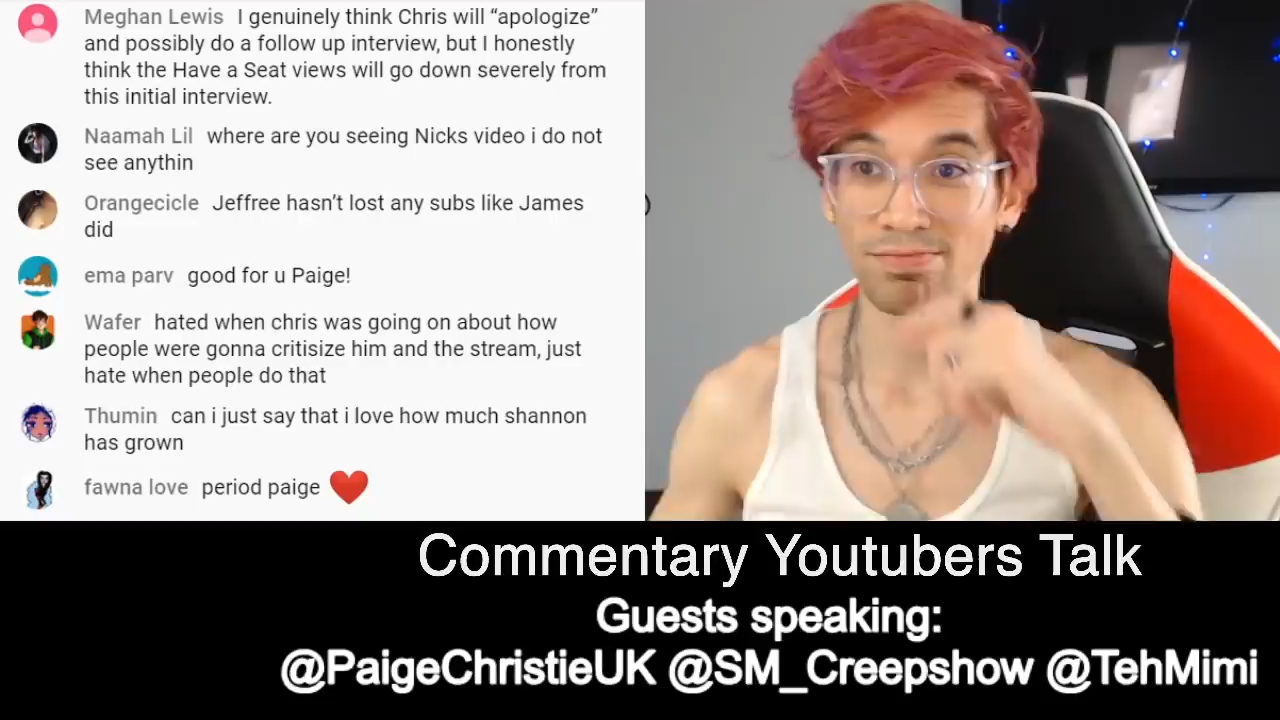 Meghan Lewis I genuinely think Chris will “apologize”
and possibly do a follow up interview, but I honestly
think the Have a Seat views will go down severely from
this initial interview.
Naamah Lil where are you seeing Nicks video i do not
see anythin
Orangecicle Jeffree hasn’t lost any subs like James
did
ema parv good for u Paige!
Wafer hated when chris was going on about how
people were gonna critisize him and the stream, just
hate when people do that
Thumin can i just say that i love how much shannon
has grown
fawna love period paige ❤️
Commentary Youtubers Talk
Guests speaking:
@PaigeChristieUK @SM_Creepshow @TehMimi